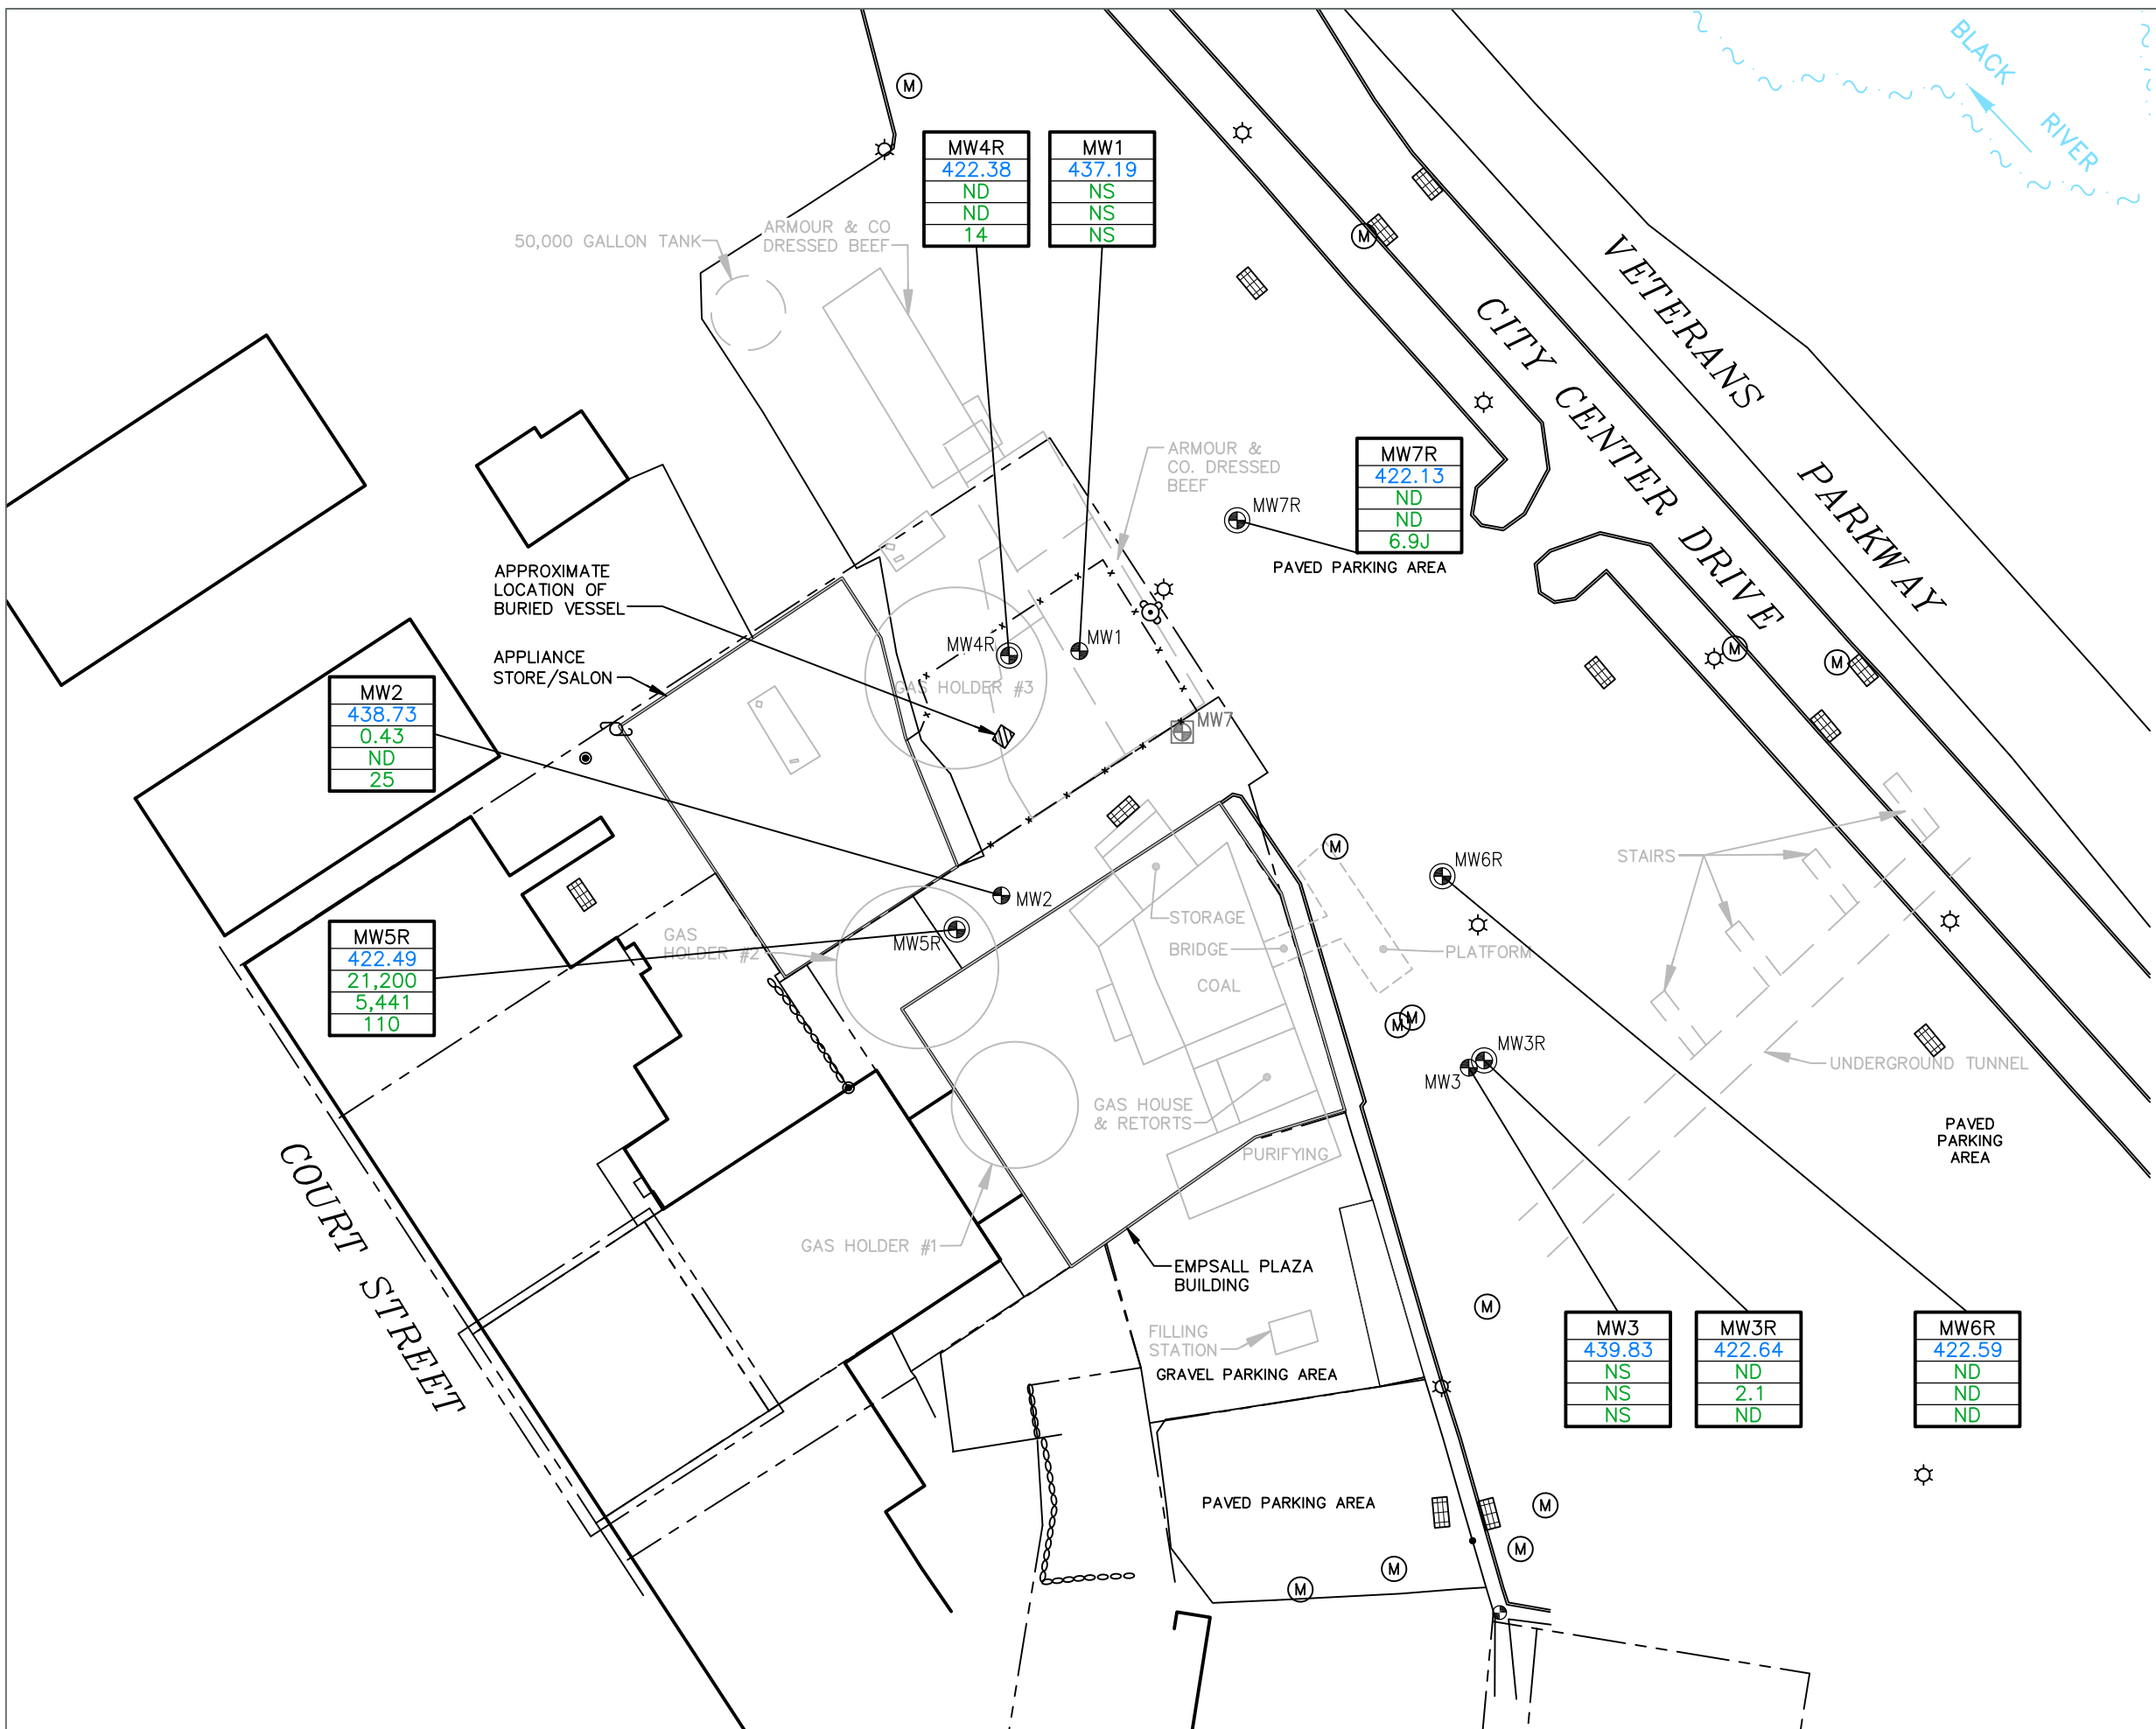 BLACK
RIVER
M
MW4R
422.38
ND
ND
14
MW1
437.19
NS
NS
NS
50,000 GALLON TANK
ARMOUR & CO
DRESSED BEEF
M
VETERANS
PARKWAY
CITY CENTER DRIVE
ARMOUR &
CO. DRESSED
BEEF
MW7R
422.13
ND
ND
6.9J
MW7R
PAVED PARKING AREA
APPROXIMATE
LOCATION OF
BURIED VESSEL
APPLIANCE
STORE/SALON
MW4R
MW1
GAS HOLDER #3
MW7
M
M
MW2
438.73
0.43
ND
25
M
MW6R
STAIRS
MW2
MW5R
422.49
21,200
5,441
110
MW5R
GAS
HOLDER #2
STORAGE
BRIDGE
COAL
PLATFORM
M
M
MW3R
MW3
UNDERGROUND TUNNEL
GAS HOUSE
& RETORTS
PURIFYING
PAVED
PARKING
AREA
COURT STREET
GAS HOLDER #1
EMPSALL PLAZA
BUILDING
FILLING
STATION
GRAVEL PARKING AREA
M
MW3
439.83
NS
NS
NS
MW3R
422.64
ND
2.1
ND
MW6R
422.59
ND
ND
ND
PAVED PARKING AREA
M
M
M
M